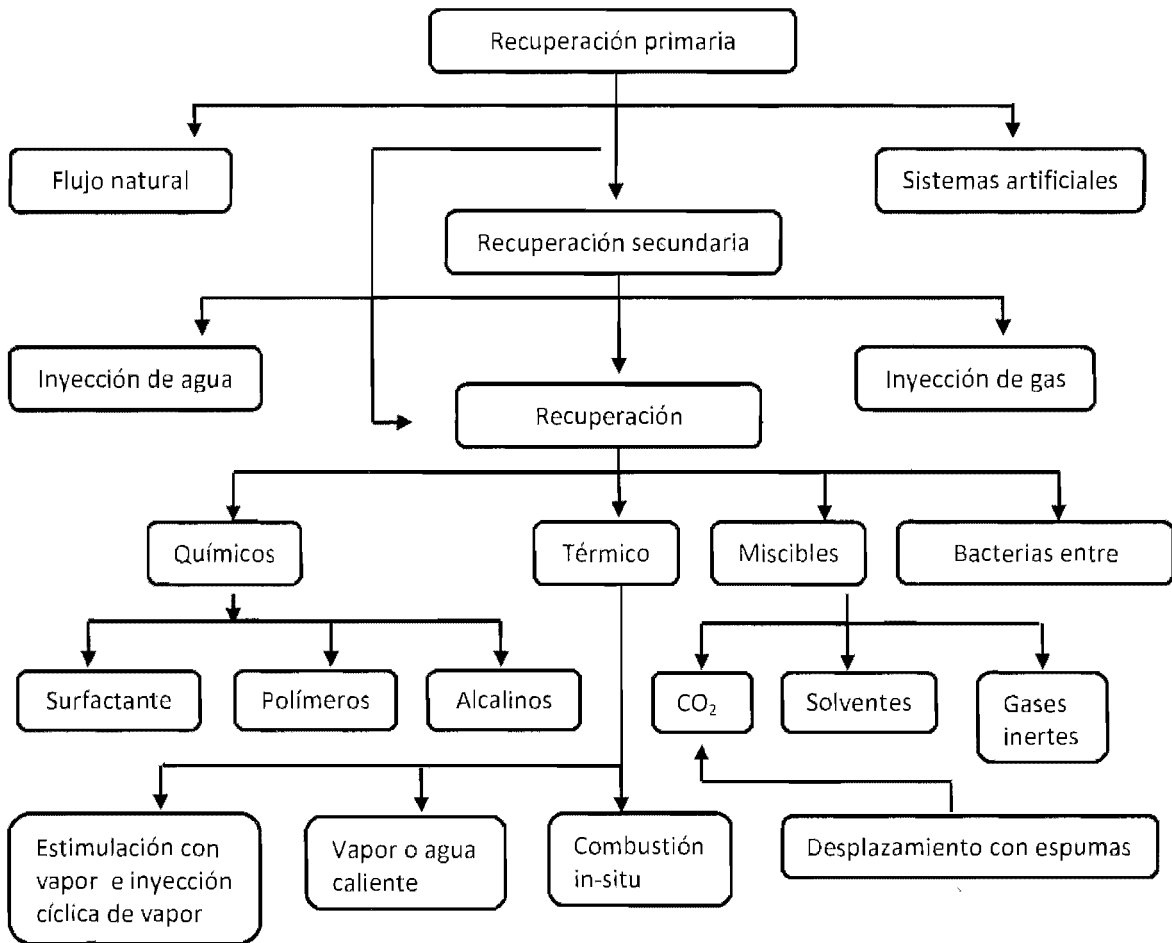 Recuperación primaria
Flujo natural
Sistemas artificiales
Recuperación secundaria
Inyección de agua
Inyección de gas
Recuperación
Químicos
Térmico
Miscibles
Bacterias entre
Surfactante
Polímeros
Alcalinos
CO₂
Solventes
Gases
inertes
Estimulación con
vapor e inyección
cíclica de vapor
Vapor o agua
caliente
Combustión
in-situ
Desplazamiento con espumas